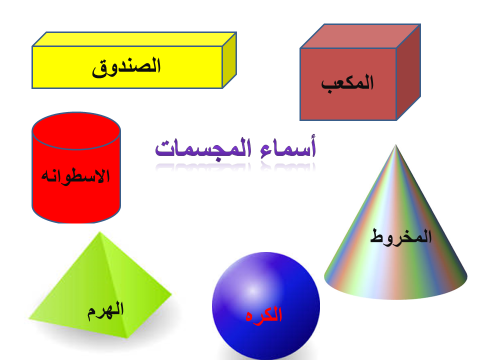 الصندوق
المكعب
أسماء المجسمات
الاسطوانه
المخروط
الهرم
الكره